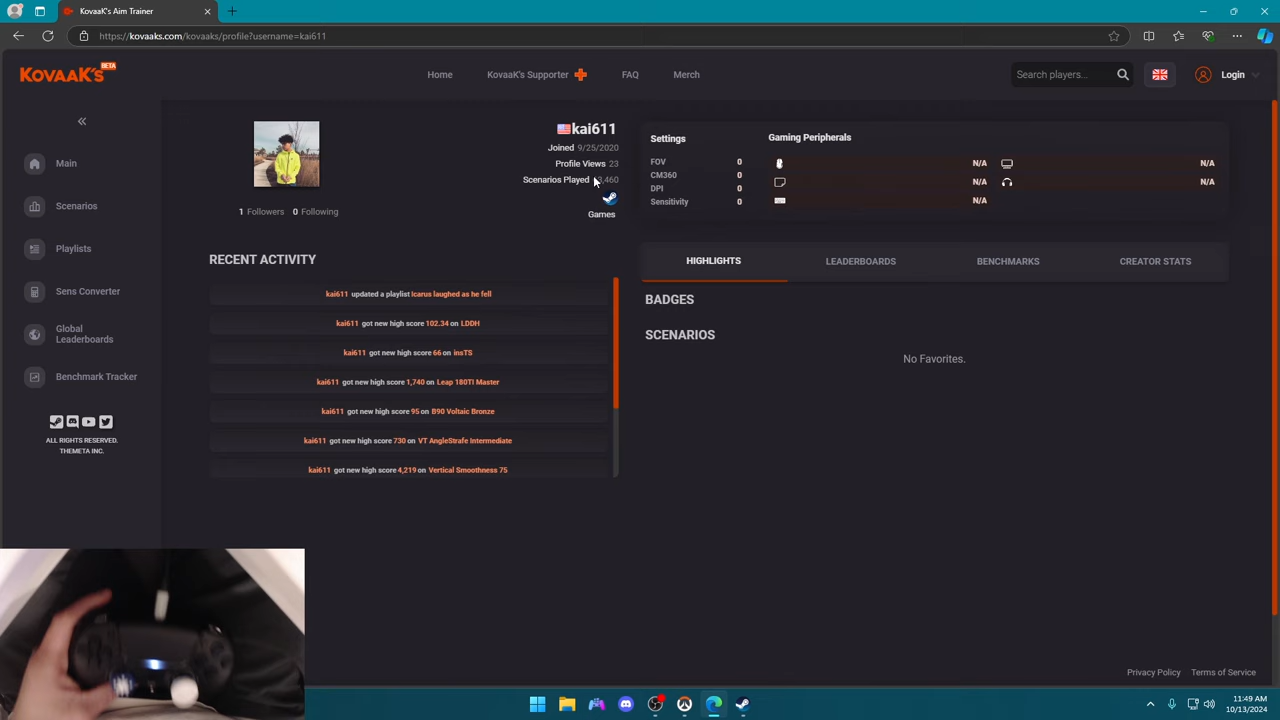 KovaaK's Aim Trainer
https://kovaaks.com/kovaaks/profile?username=kai611
KovaaK's BETA
Home
KovaaK's Supporter
FAQ
Merch
Search players...
Login
Main
Scenarios
Playlists
Sens Converter
Global
Leaderboards
Benchmark Tracker
ALL RIGHTS RESERVED.
THEMETA INC.
kai611
Joined 9/25/2020
Profile Views 23
Scenarios Played
Games
1 Followers 0 Following
RECENT ACTIVITY
kai611 updated a playlist Icarus laughed as he fell
kai611 got new high score 102.34 on LDDH
kai611 got new high score 66 on insTS
kai611 got new high score 1,740 on Leap 180TI Master
kai611 got new high score 95 on B90 Voltaic Bronze
kai611 got new high score 730 on VT AngleStrafe Intermediate
kai611 got new high score 4,219 on Vertical Smoothness 75
Settings
FOV 0
CM360 0
DPI 0
Sensitivity 0
Gaming Peripherals
N/A N/A
N/A N/A
N/A
HIGHLIGHTS
LEADERBOARDS
BENCHMARKS
CREATOR STATS
BADGES
SCENARIOS
No Favorites.
Privacy Policy Terms of Service
11:49 AM
10/13/2024